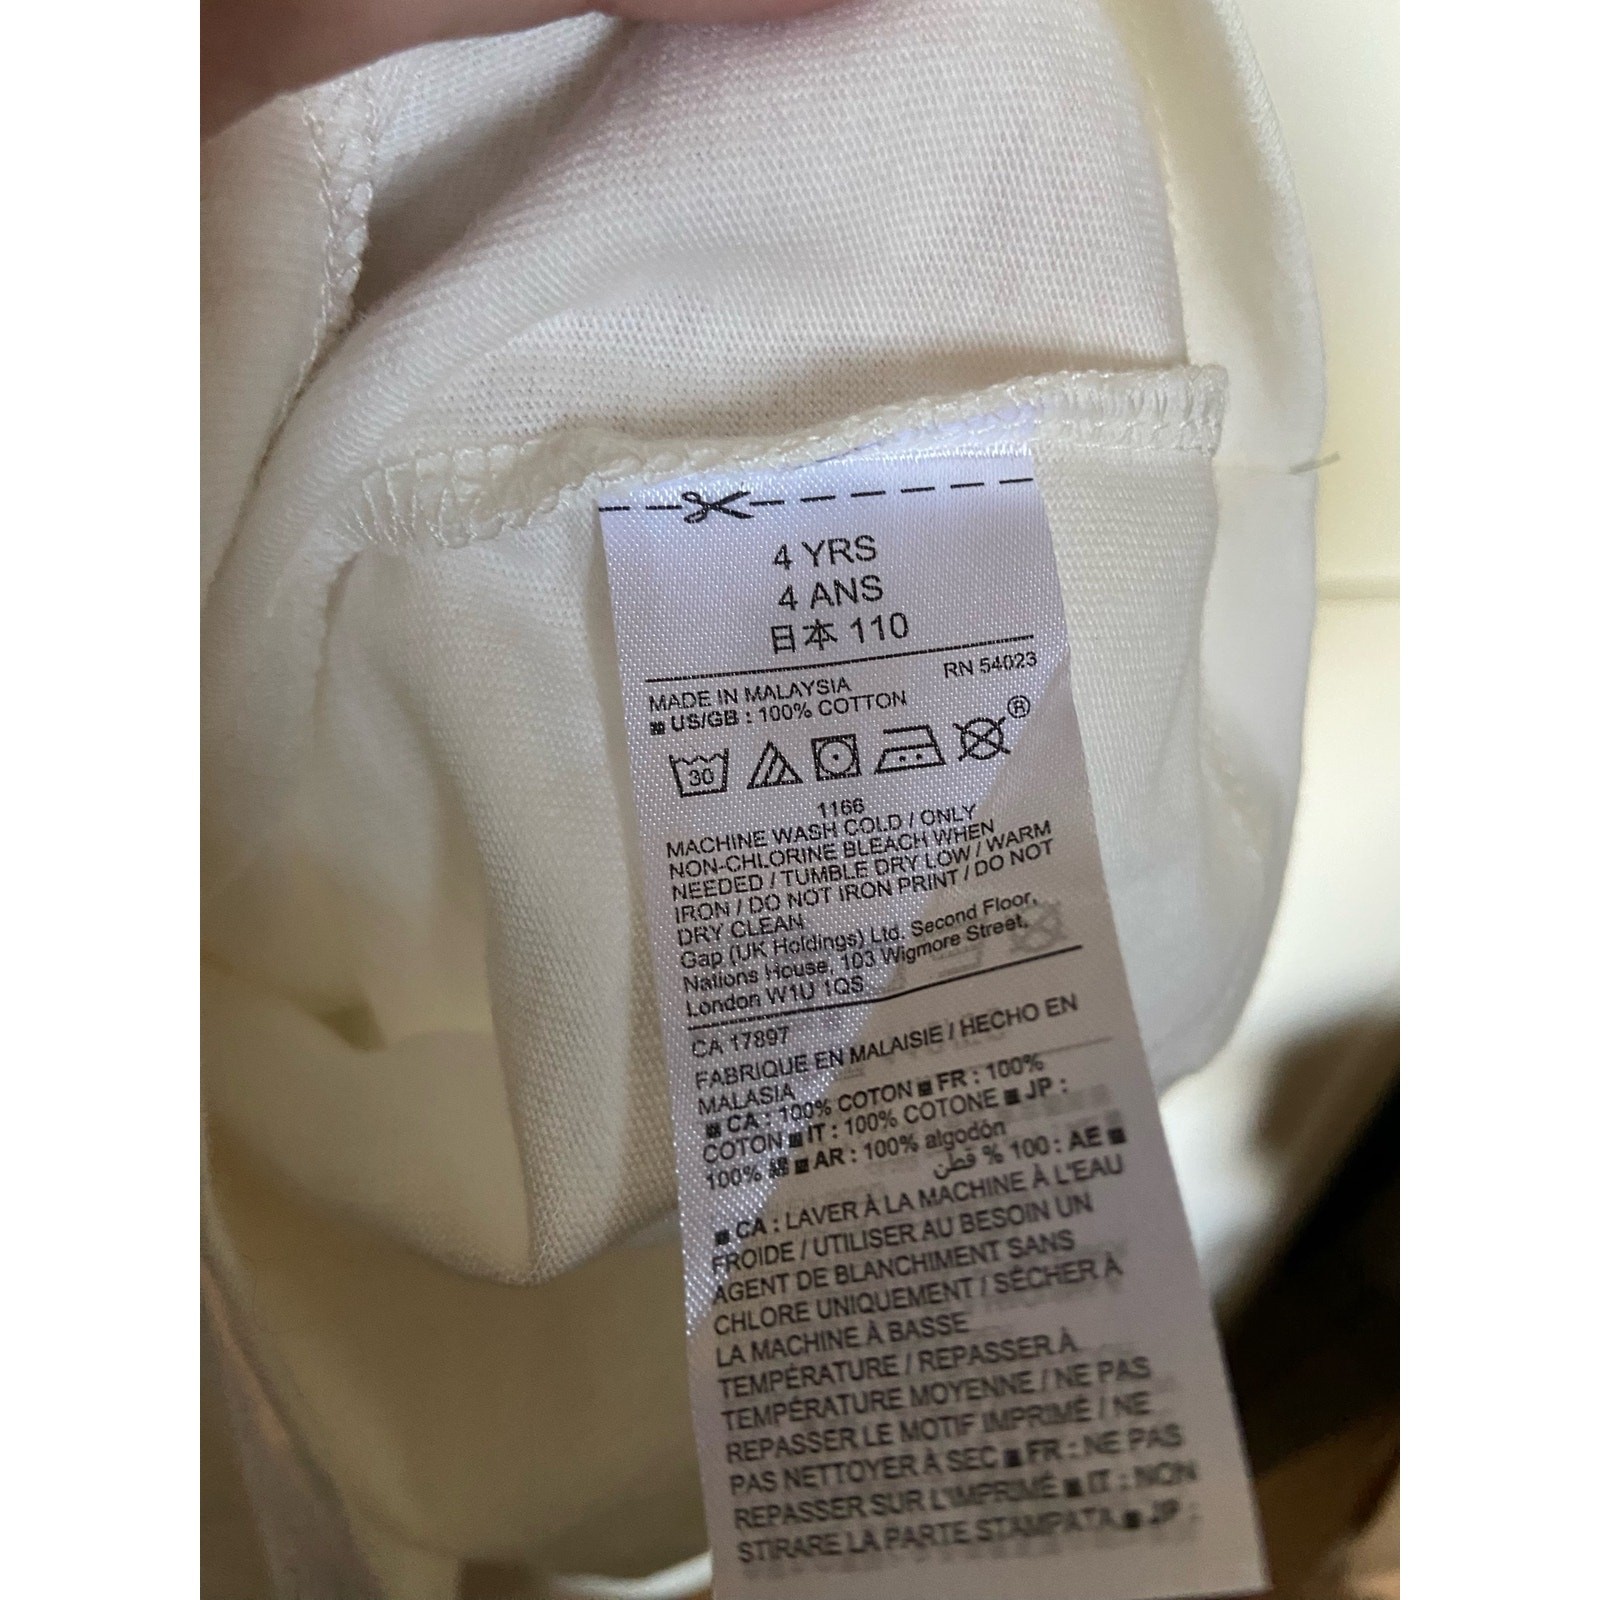 4 YRS
4 ANS
日本 110
RN 54023
MADE IN MALAYSIA
US/GB : 100% COTTON
30
®
1166
MACHINE WASH COLD / ONLY
NON-CHLORINE BLEACH WHEN
NEEDED / TUMBLE DRY LOW / WARM
IRON / DO NOT IRON PRINT / DO NOT
DRY CLEAN
Gap (UK Holdings) Ltd. Second Floor,
Nations House, 103 Wigmore Street,
London W1U 1QS
CA 17897
FABRIQUE EN MALAISIE / HECHO EN
MALASIA
■ CA : 100% COTON ■ FR : 100%
COTON ■ IT : 100% COTONE ■ JP :
100% 綿 ■ AR : 100% algodón
■ AE : 100 % قطن
■ CA : LAVER À LA MACHINE À L'EAU
FROIDE / UTILISER AU BESOIN UN
AGENT DE BLANCHIMENT SANS
CHLORE UNIQUEMENT / SÉCHER À
LA MACHINE À BASSE
TEMPÉRATURE / REPASSER À
TEMPÉRATURE MOYENNE / NE PAS
REPASSER LE MOTIF IMPRIMÉ / NE
PAS NETTOYER À SEC ■ FR : NE PAS
REPASSER SUR L'IMPRIMÉ ■ IT : NON
STIRARE LA PARTE STAMPATA ■ JP :